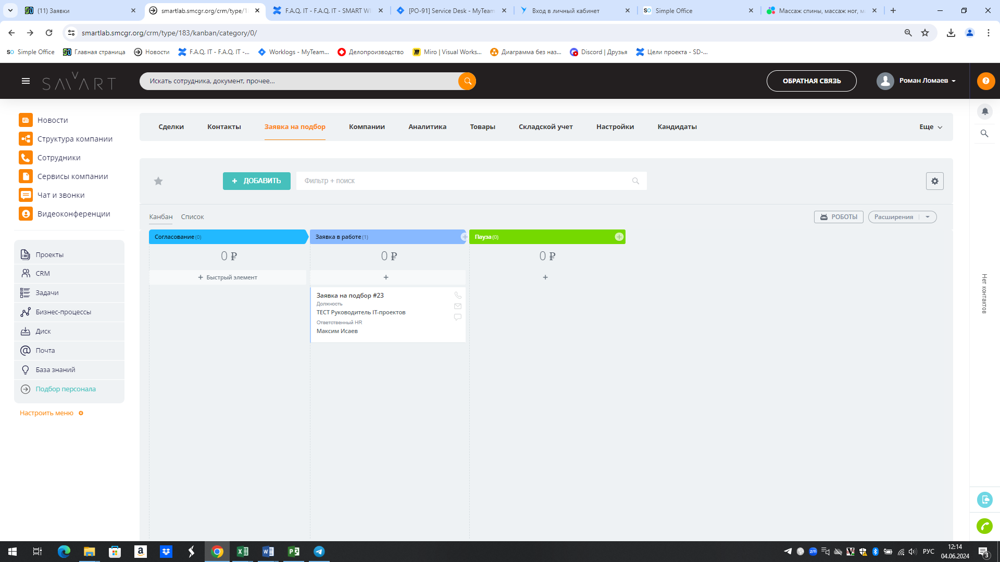 (11) Заявки
smartlab.smcgr.org/crm/type/1
F.A.Q. IT - F.A.Q. IT - SMART WI
[PO-91] Service Desk - MyTeam
Вход в личный кабинет
Simple Office
Массаж спины, массаж ног, м
smartlab.smcgr.org/crm/type/183/kanban/category/0/
Simple Office
Главная страница
Новости
F.A.Q. IT - F.A.Q. IT -...
Worklogs - MyTeam...
Делопроизводство
Miro | Visual Works...
Диаграмма без наз...
Discord | Друзья
Цели проекта - SD-...
SMART
Искать сотрудника, документ, прочее...
ОБРАТНАЯ СВЯЗЬ
Роман Ломаев
Новости
Структура компании
Сотрудники
Сервисы компании
Чат и звонки
Видеоконференции
Проекты
CRM
Задачи
Бизнес-процессы
Диск
Почта
База знаний
Подбор персонала
Настроить меню
Сделки
Контакты
Заявка на подбор
Компании
Аналитика
Товары
Складской учет
Настройки
Кандидаты
Еще
+ ДОБАВИТЬ
Фильтр + поиск
Канбан
Список
РОБОТЫ
Расширения
Согласование (0)
Заявка в работе (1)
Пауза (0)
0 ₽
0 ₽
0 ₽
+ Быстрый элемент
+
+
Заявка на подбор #23
Должность
ТЕСТ Руководитель IT-проектов
Ответственный HR
Максим Исаев
Нет контактов
РУС
12:14
04.06.2024
3